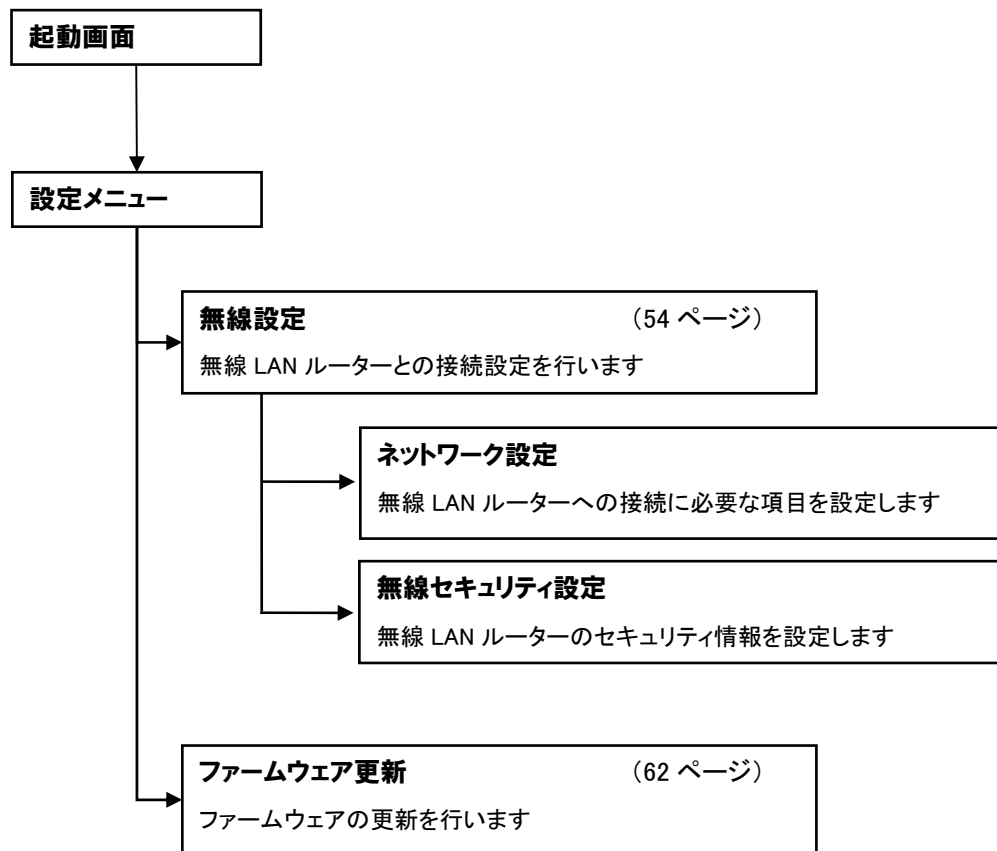 起動画面
設定メニュー
無線設定 （54 ページ）
無線 LAN ルーターとの接続設定を行います
ネットワーク設定
無線 LAN ルーターへの接続に必要な項目を設定します
無線セキュリティ設定
無線 LAN ルーターのセキュリティ情報を設定します
ファームウェア更新 （62 ページ）
ファームウェアの更新を行います